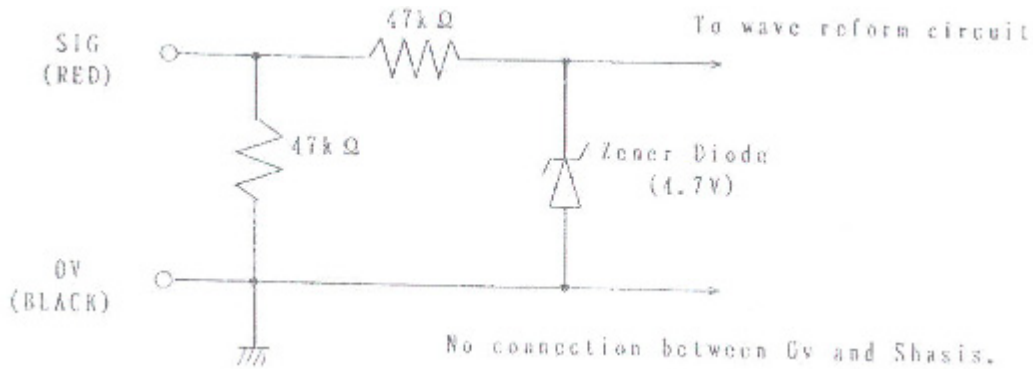 47kΩ
To wave reform circuit
SIG
(RED)
47kΩ
Zener Diode
(4.7V)
0V
(BLACK)
No connection between 0v and Shasis.